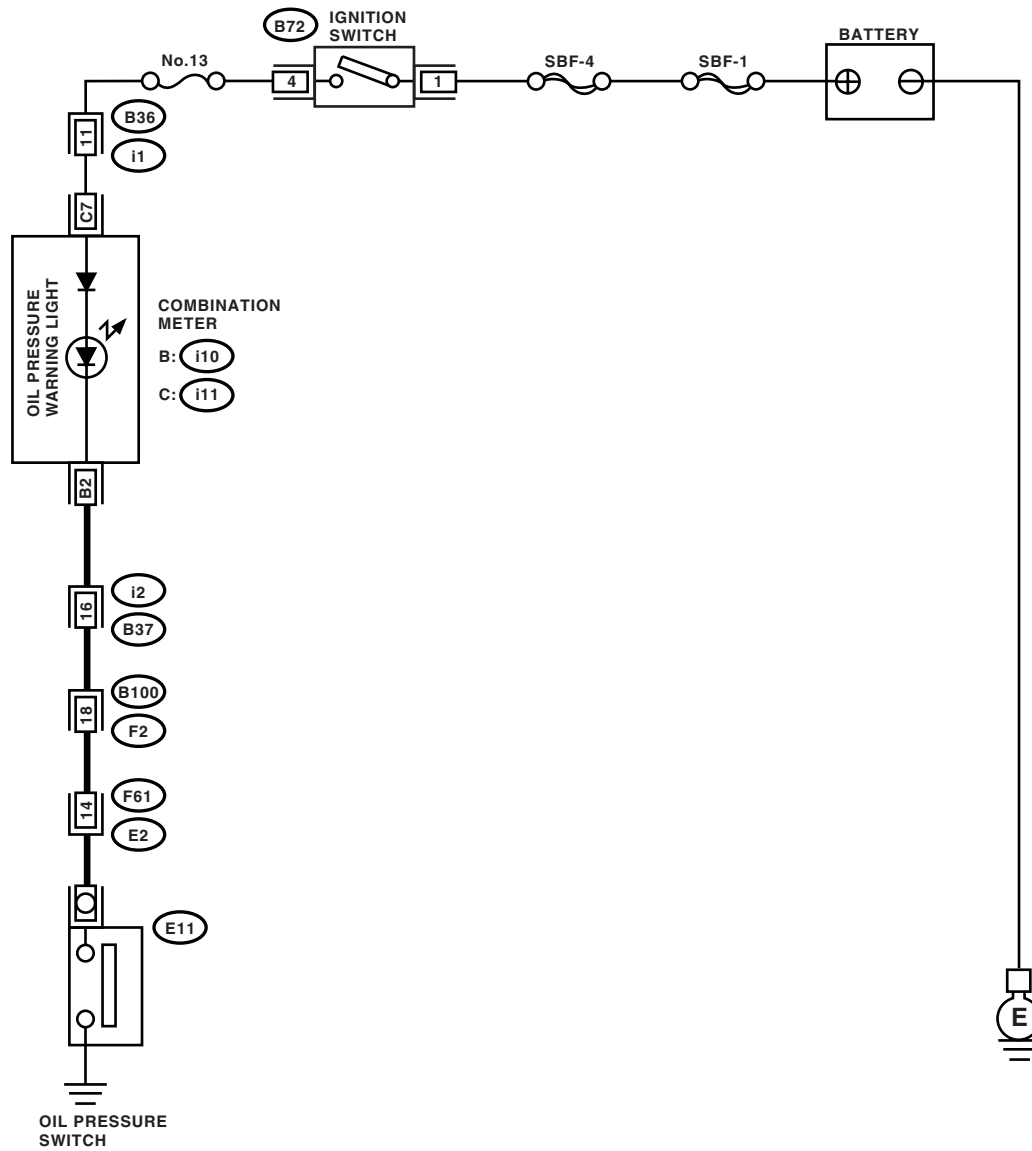 B72
IGNITION
SWITCH
BATTERY
No.13
4
1
SBF-4
SBF-1
11
B36
i1
C7
OIL PRESSURE
WARNING LIGHT
COMBINATION
METER
B: i10
C: i11
B2
16
i2
B37
18
B100
F2
14
F61
E2
E11
E
OIL PRESSURE
SWITCH